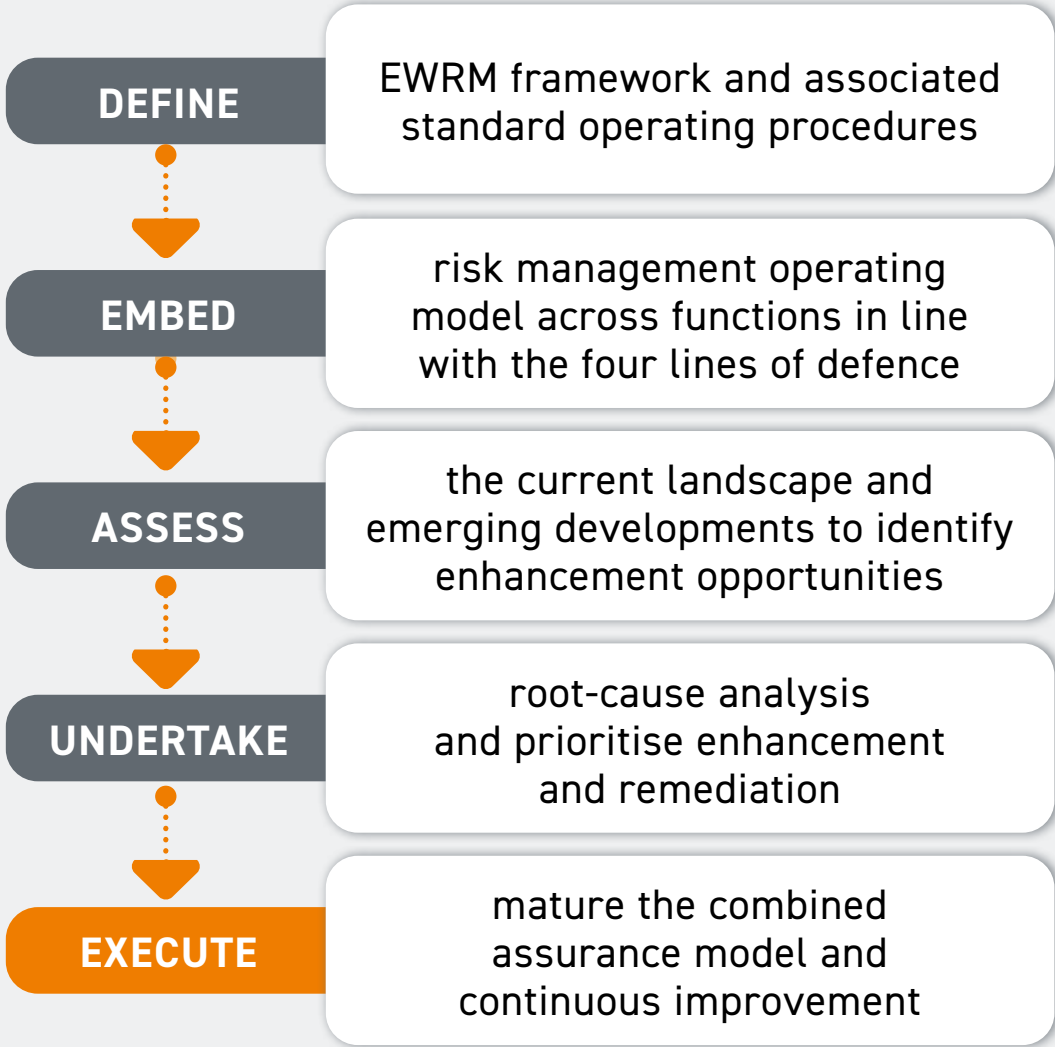 DEFINE
EWRM framework and associated
standard operating procedures
EMBED
risk management operating
model across functions in line
with the four lines of defence
ASSESS
the current landscape and
emerging developments to identify
enhancement opportunities
UNDERTAKE
root-cause analysis
and prioritise enhancement
and remediation
EXECUTE
mature the combined
assurance model and
continuous improvement